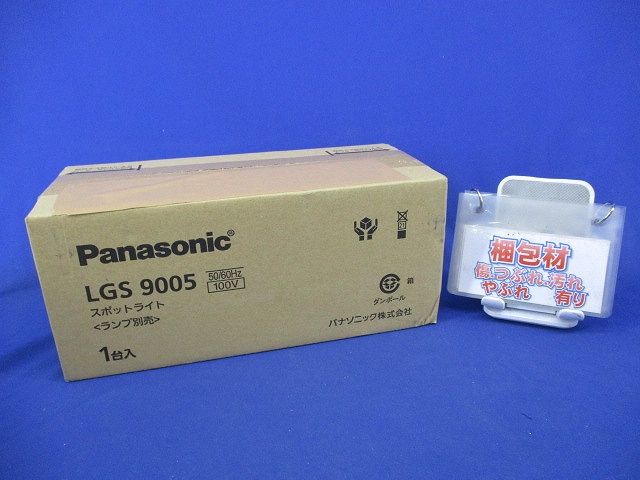 Panasonic®
LGS 9005 50/60Hz 100V
スポットライト
<ランプ別売>
1台入
箱
ダンボール
パナソニック株式会社
梱包材
傷つぶれ汚れ
やぶれ 有り